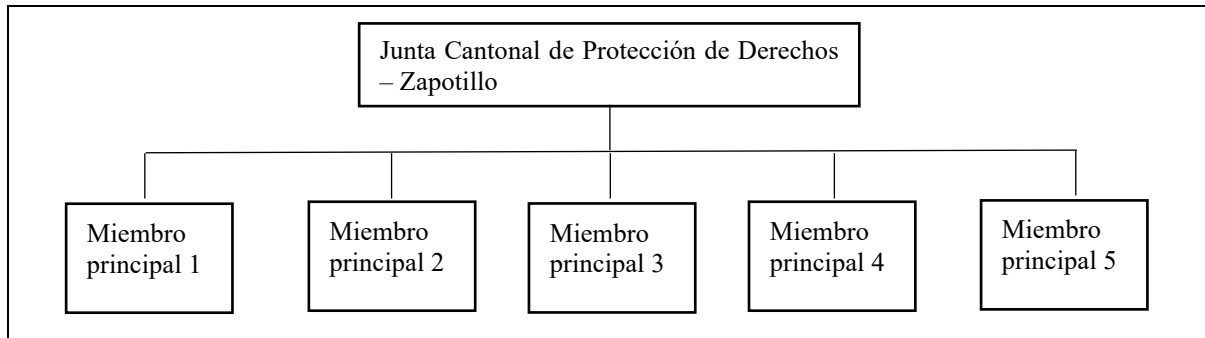 Junta Cantonal de Protección de Derechos
– Zapotillo
Miembro
principal 1
Miembro
principal 2
Miembro
principal 3
Miembro
principal 4
Miembro
principal 5